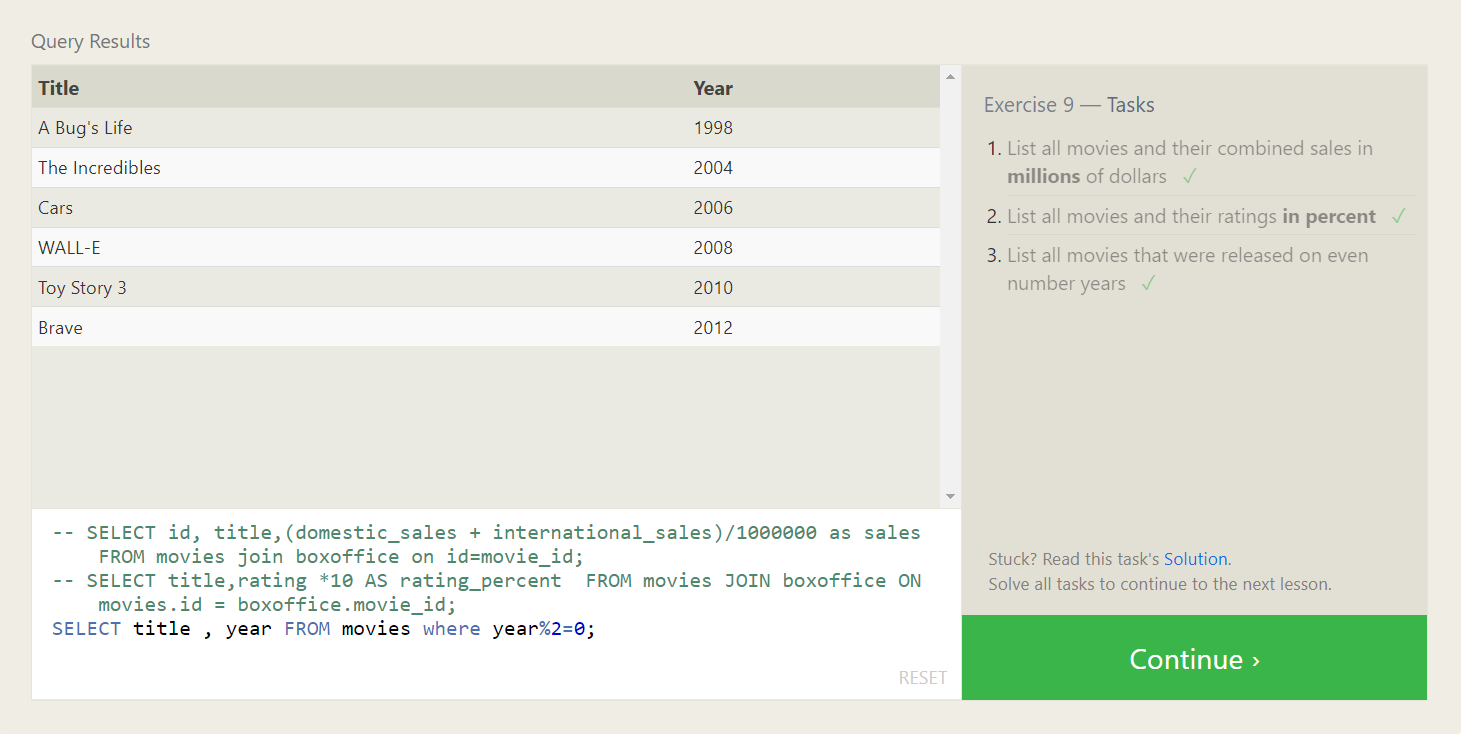 Query Results
Title Year
A Bug's Life 1998
The Incredibles 2004
Cars 2006
WALL-E 2008
Toy Story 3 2010
Brave 2012
-- SELECT id, title,(domestic_sales + international_sales)/1000000 as sales
FROM movies join boxoffice on id=movie_id;
-- SELECT title,rating *10 AS rating_percent  FROM movies JOIN boxoffice ON
movies.id = boxoffice.movie_id;
SELECT title , year FROM movies where year%2=0;
RESET
Exercise 9 — Tasks
1. List all movies and their combined sales in
millions of dollars ✓
2. List all movies and their ratings in percent ✓
3. List all movies that were released on even
number years ✓
Stuck? Read this task's Solution.
Solve all tasks to continue to the next lesson.
Continue ›